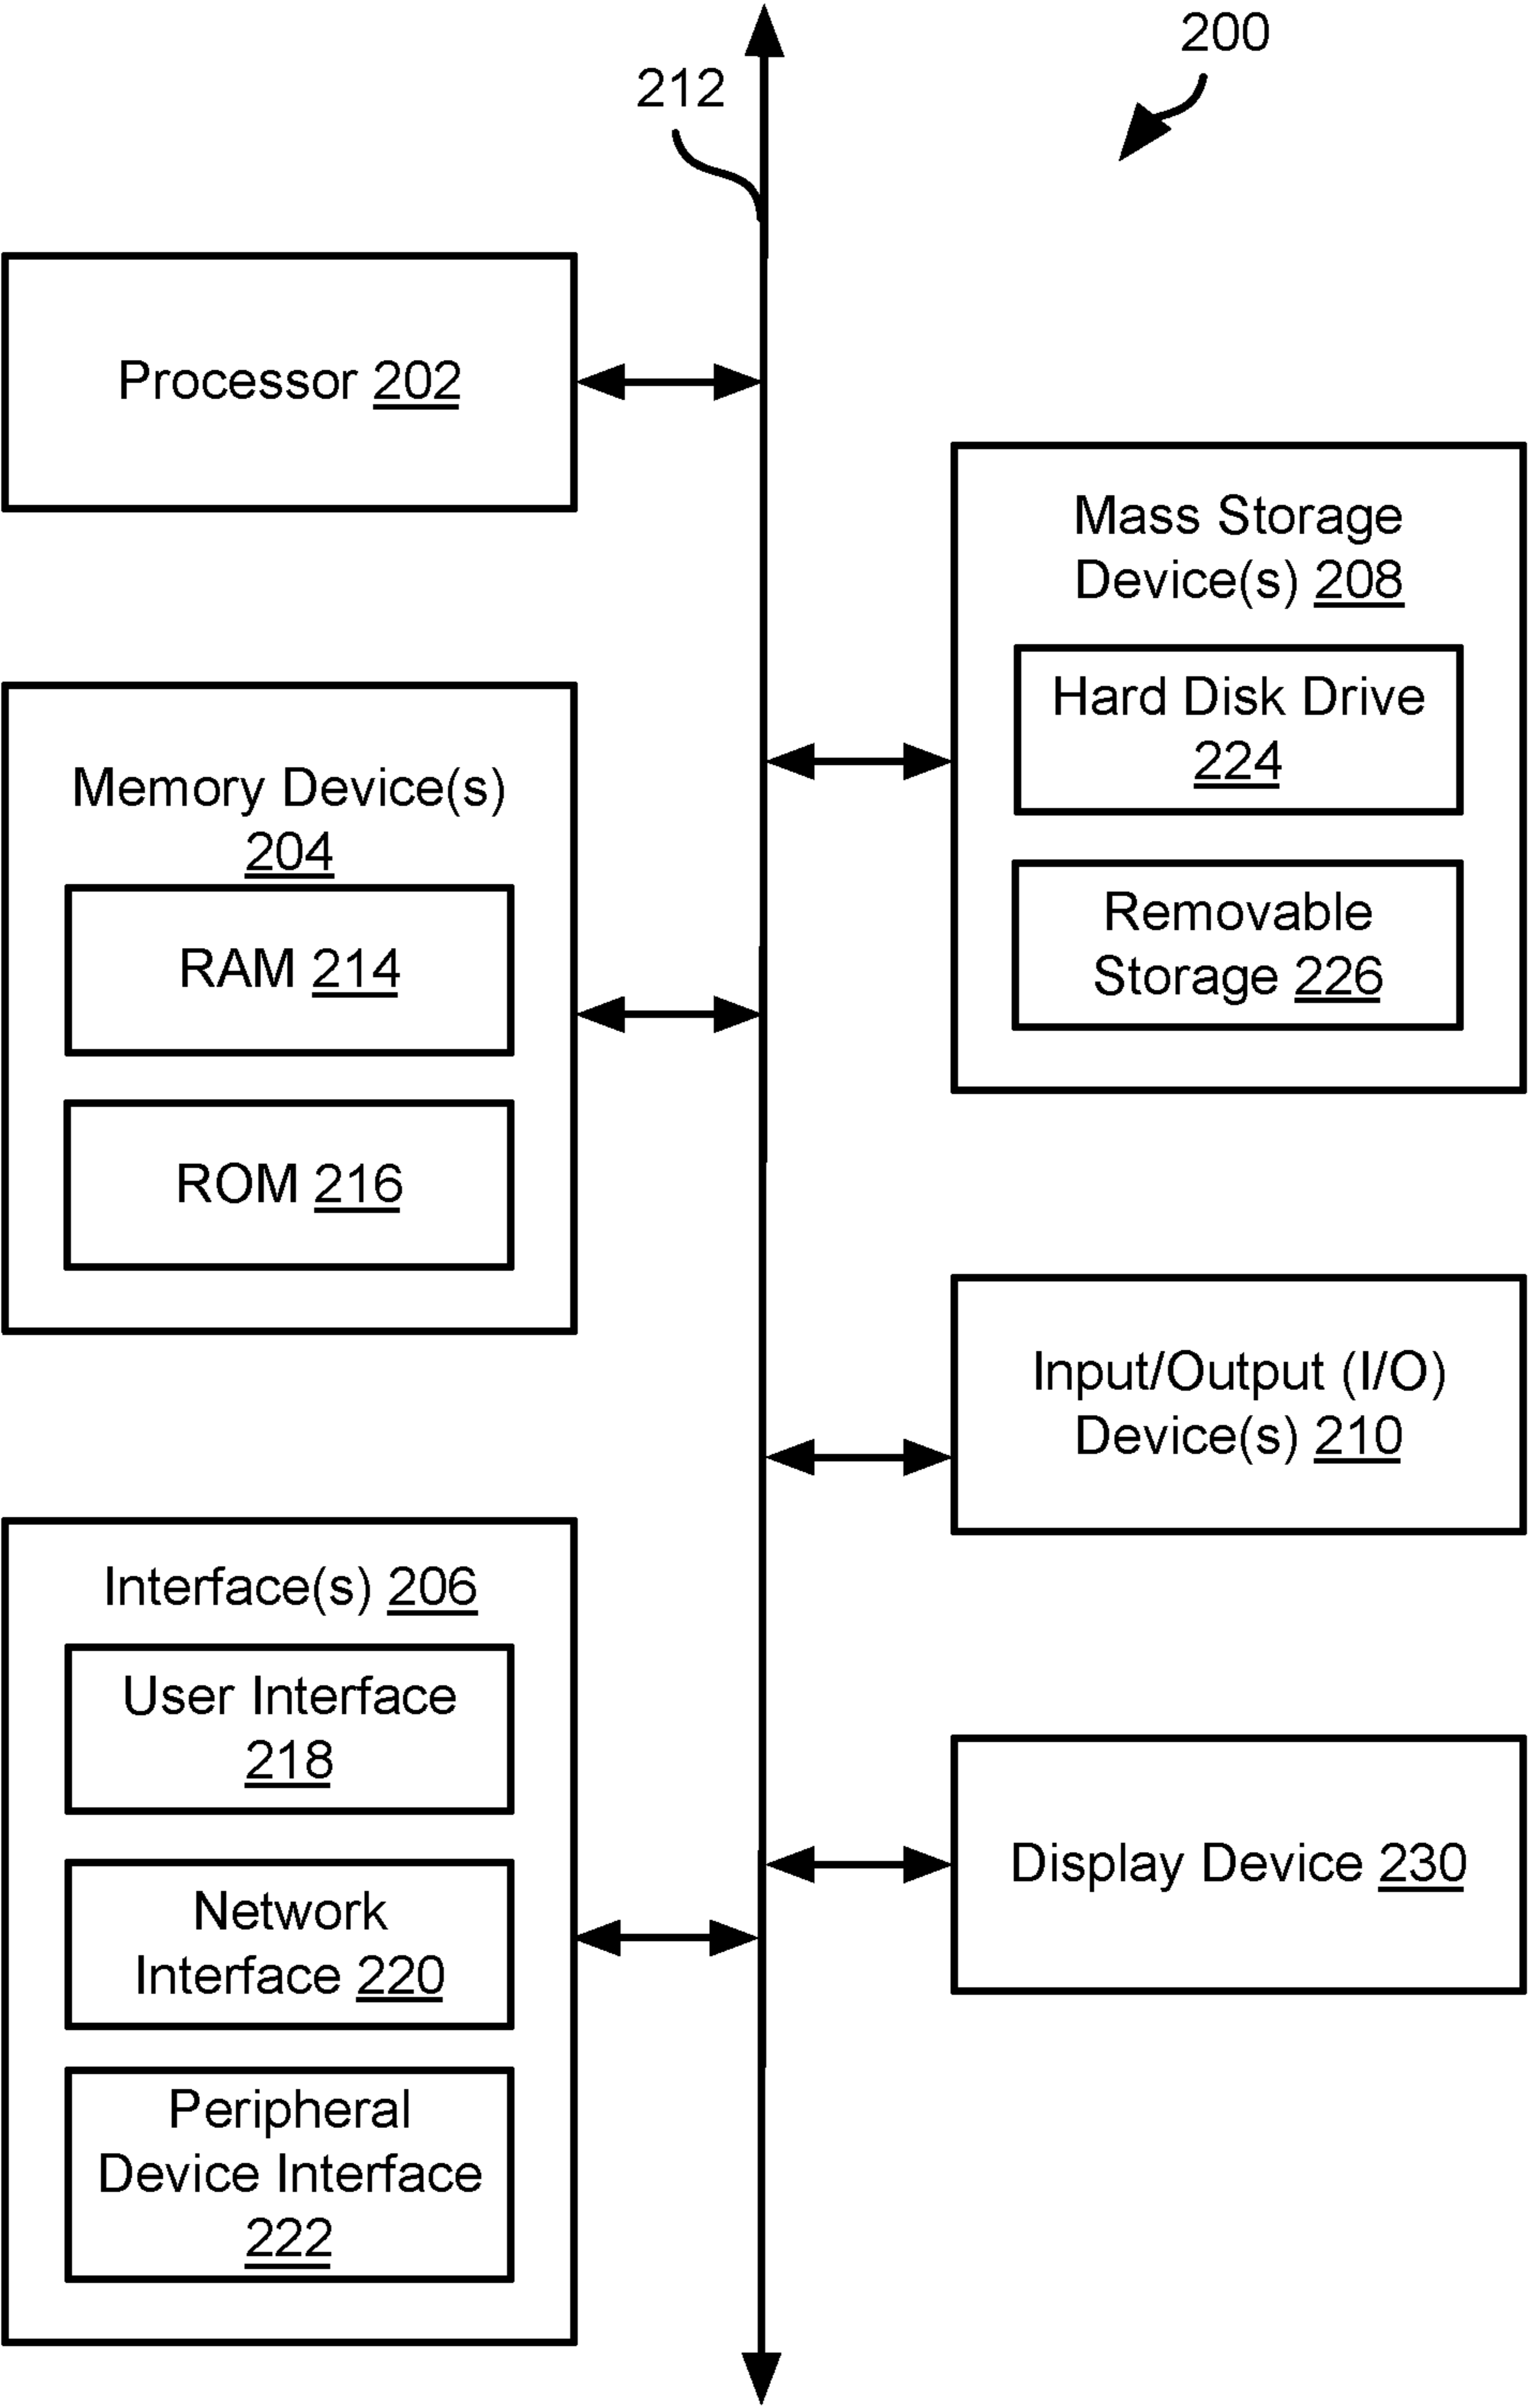 200
212
Processor 202
Mass Storage
Device(s) 208
Hard Disk Drive
224
Removable
Storage 226
Memory Device(s)
204
RAM 214
ROM 216
Input/Output (I/O)
Device(s) 210
Interface(s) 206
User Interface
218
Network
Interface 220
Peripheral
Device Interface
222
Display Device 230